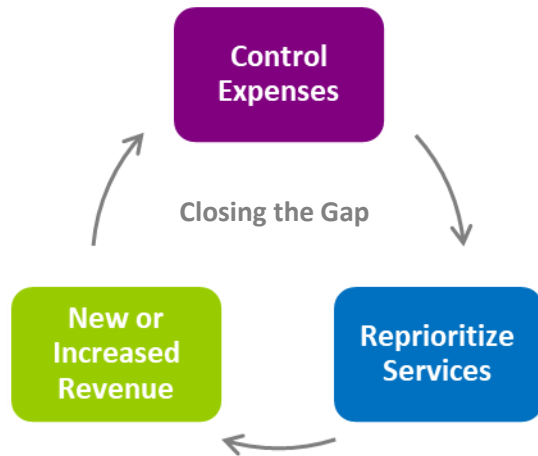 Control
Expenses
Closing the Gap
New or
Increased
Revenue
Reprioritize
Services